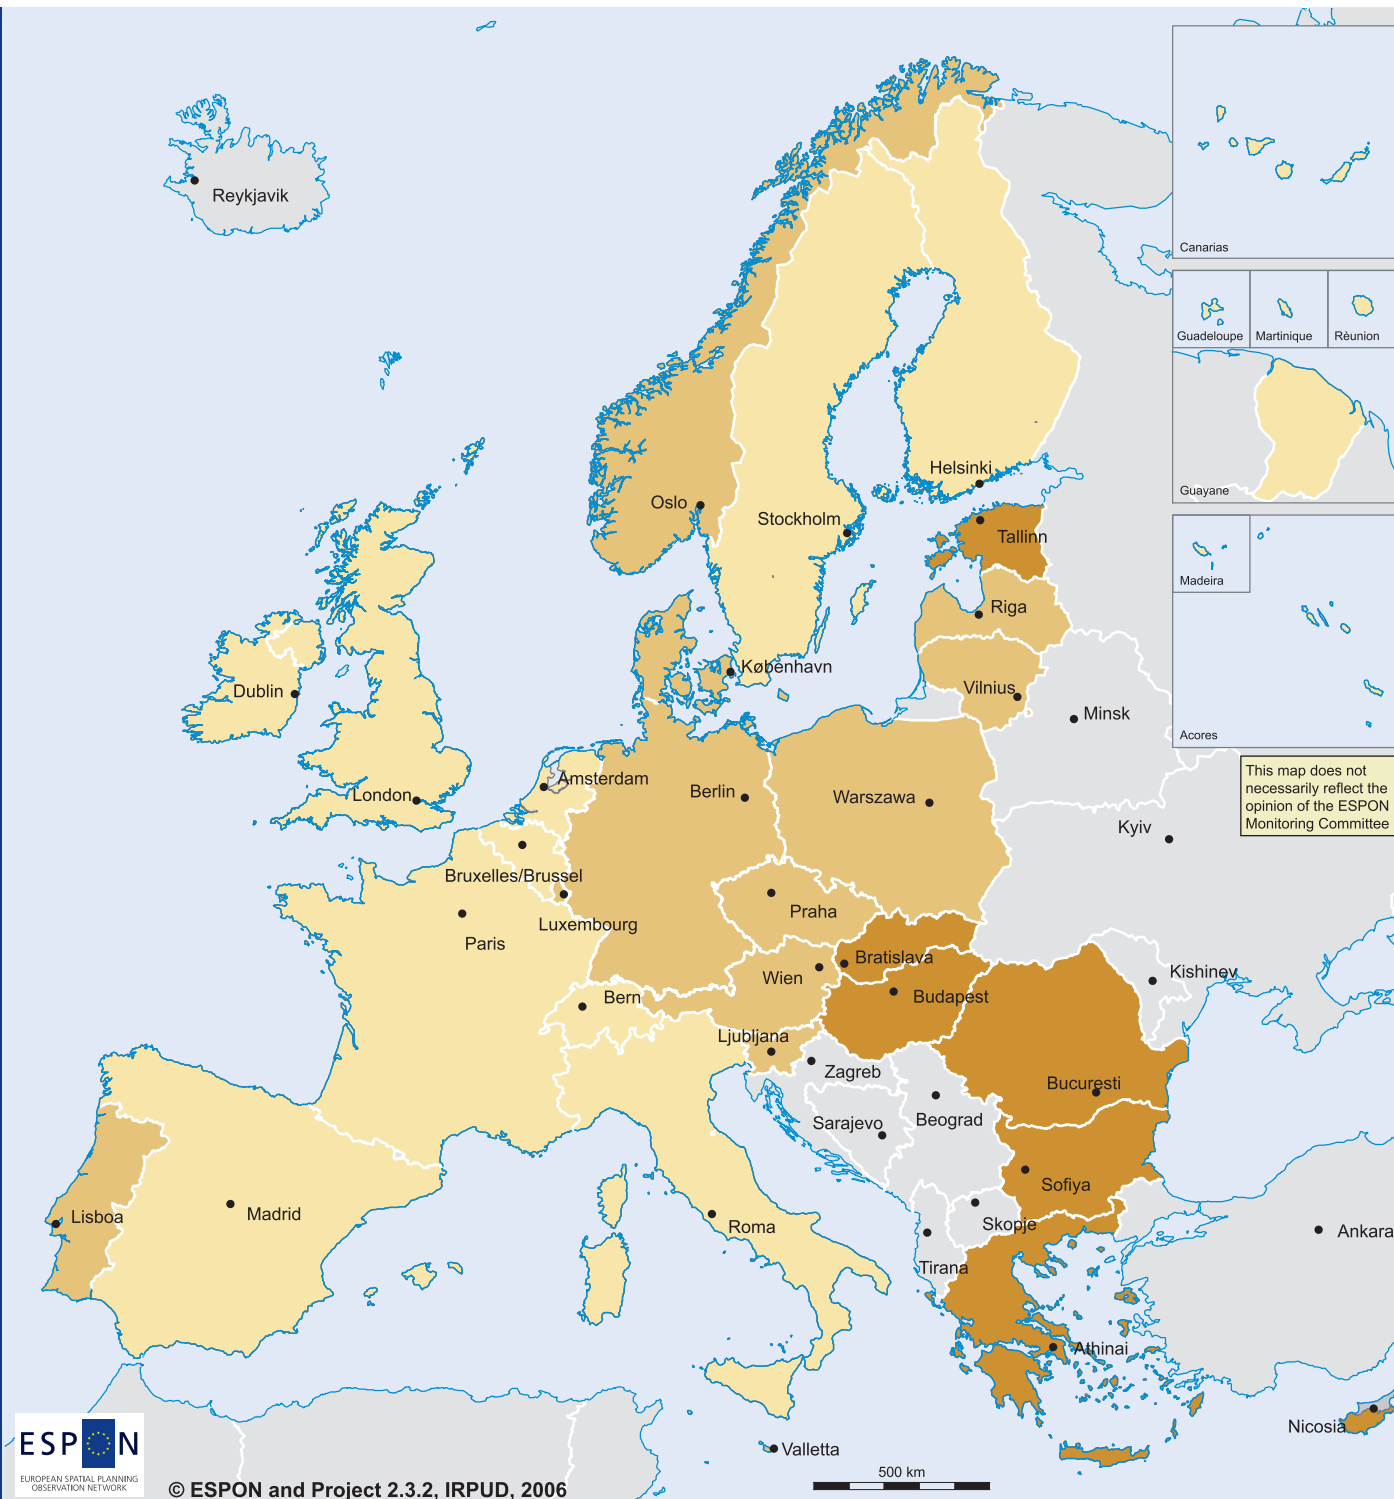 Reykjavik
Canarias
Guadeloupe
Martinique
Rèunion
Guayane
Helsinki
Oslo
Stockholm
Tallinn
Madeira
Riga
København
Dublin
Vilnius
Minsk
Acores
This map does not
necessarily reflect the
opinion of the ESPON
Monitoring Committee
Amsterdam
London
Berlin
Warszawa
Kyiv
Bruxelles/Brussel
Luxembourg
Praha
Paris
Bratislava
Wien
Kishinev
Bern
Budapest
Ljubljana
Zagreb
Bucuresti
Sarajevo
Beograd
Sofiya
Lisboa
Madrid
Roma
Skopje
Ankara
Tirana
Athinai
Nicosia
Valletta
500 km
ESPON
EUROPEAN SPATIAL PLANNING
OBSERVATION NETWORK
© ESPON and Project 2.3.2, IRPUD, 2006